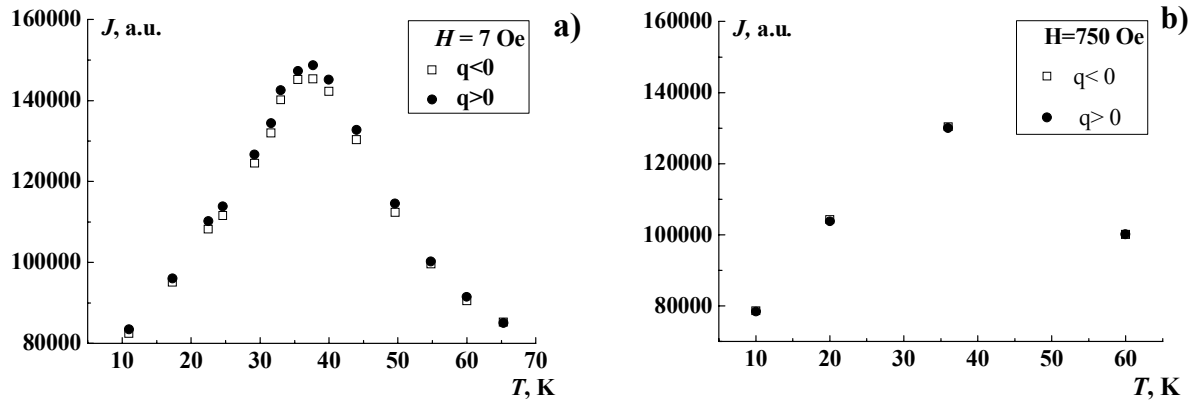 160000
J, a.u.
a)
H = 7 Oe
□ q<0
● q>0
140000
120000
100000
80000
10 20 30 40 50 60 70
T, K
160000
J, a.u.
b)
H=750 Oe
□ q< 0
● q> 0
140000
120000
100000
80000
10 20 30 40 50 60
T, K